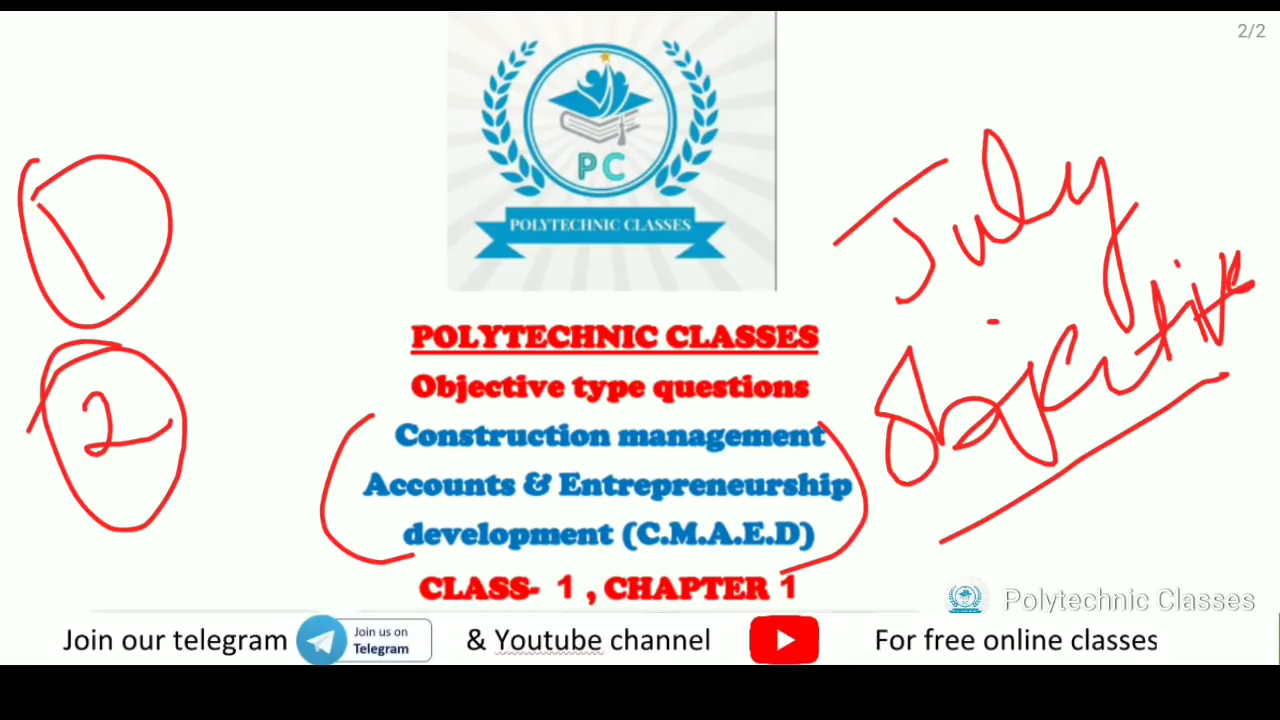 2/2
PC
POLYTECHNIC CLASSES
1
July
2
Objective
POLYTECHNIC CLASSES
Objective type questions
Construction management
Accounts & Entrepreneurship
development (C.M.A.E.D)
CLASS- 1 , CHAPTER 1
Polytechnic Classes
Join our telegram Join us on Telegram & Youtube channel For free online classes